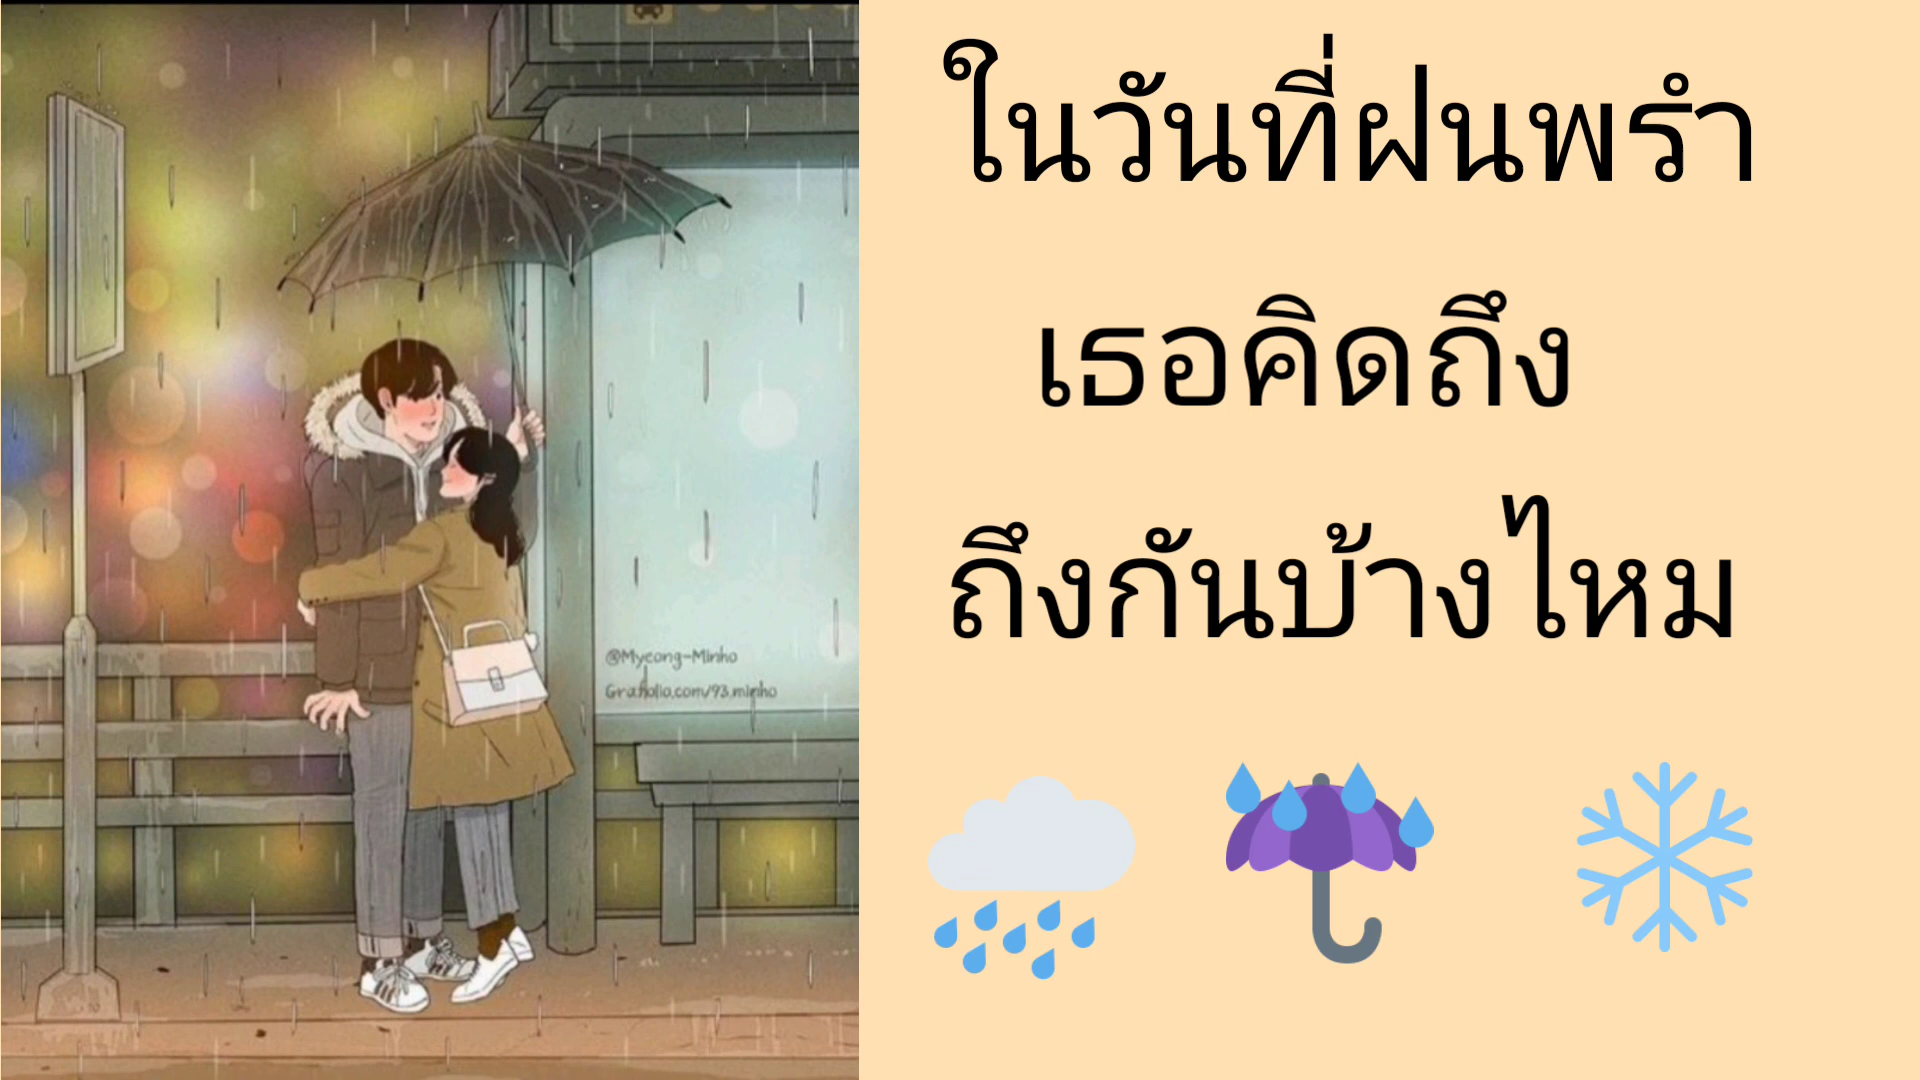 ในวันที่ฝนพรำ
เธอคิดถึง
ถึงกันบ้างไหม
@Myeong-Minho
Grafolio.com/93.minho